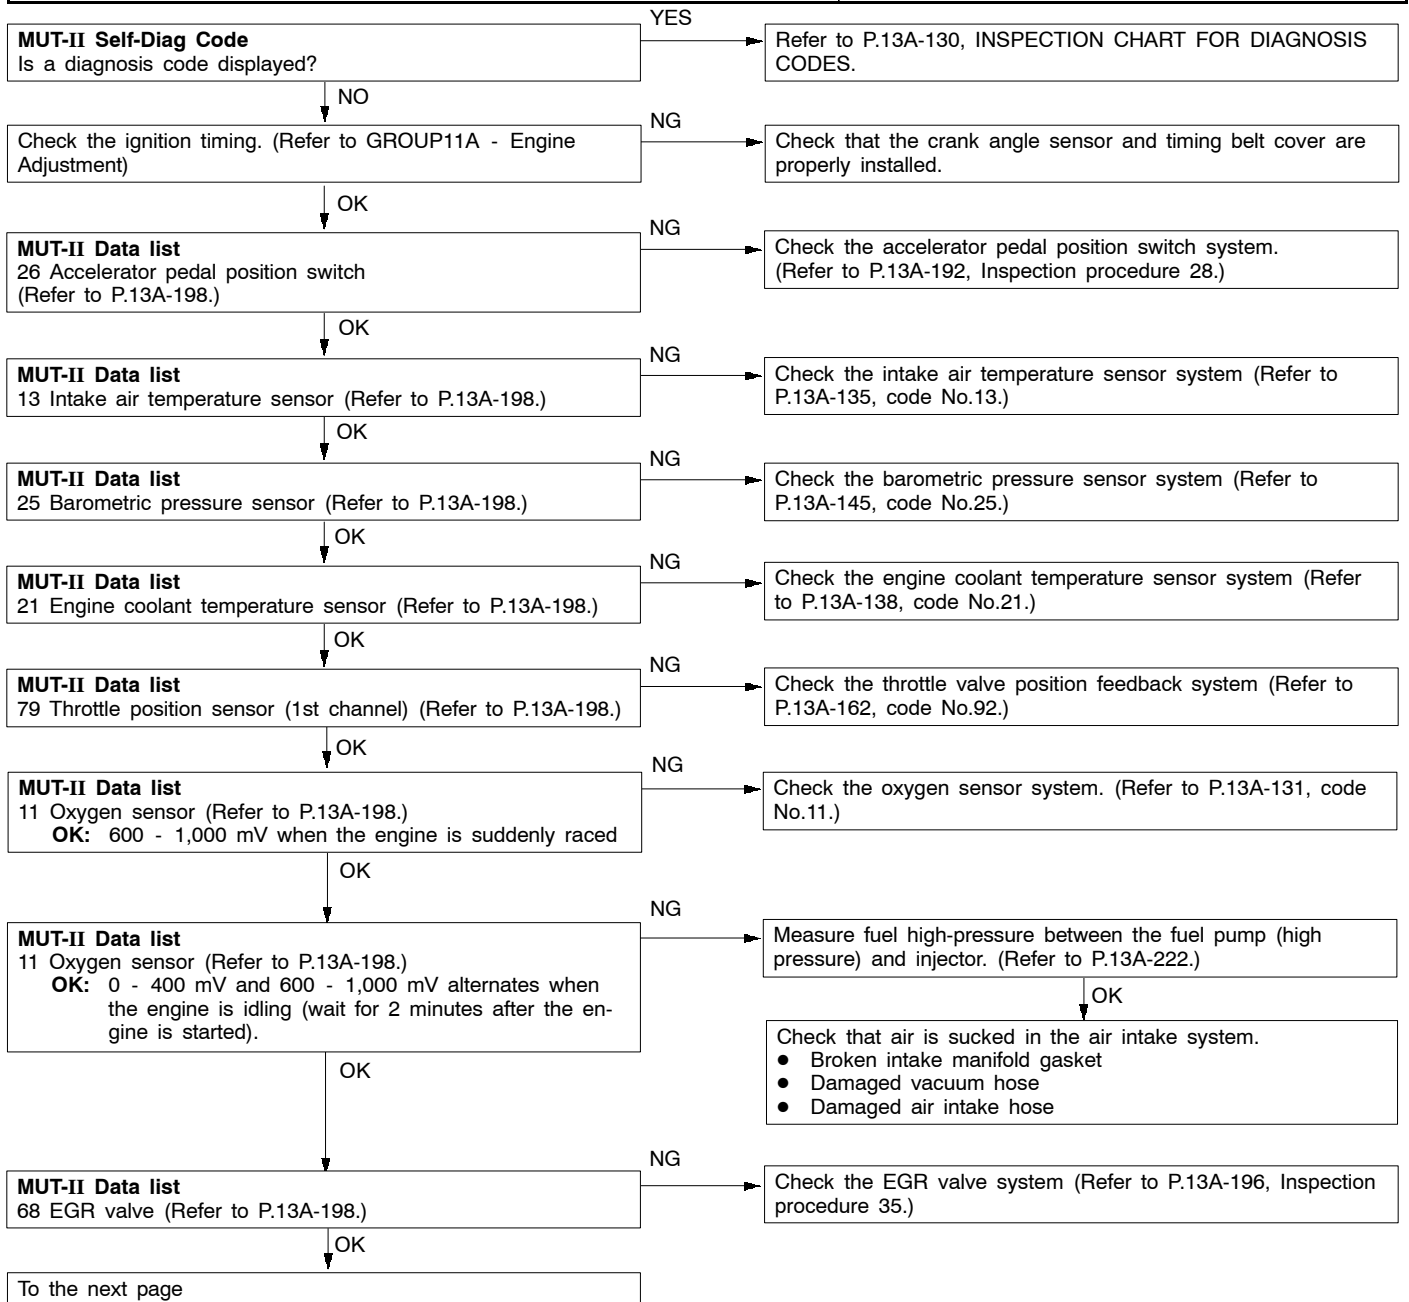 YES
MUT-II Self-Diag Code
Is a diagnosis code displayed?
Refer to P.13A-130, INSPECTION CHART FOR DIAGNOSIS
CODES.
NO
Check the ignition timing. (Refer to GROUP11A - Engine
Adjustment)
NG
Check that the crank angle sensor and timing belt cover are
properly installed.
OK
MUT-II Data list
26 Accelerator pedal position switch
(Refer to P.13A-198.)
NG
Check the accelerator pedal position switch system.
(Refer to P.13A-192, Inspection procedure 28.)
OK
MUT-II Data list
13 Intake air temperature sensor (Refer to P.13A-198.)
NG
Check the intake air temperature sensor system (Refer to
P.13A-135, code No.13.)
OK
MUT-II Data list
25 Barometric pressure sensor (Refer to P.13A-198.)
NG
Check the barometric pressure sensor system (Refer to
P.13A-145, code No.25.)
OK
MUT-II Data list
21 Engine coolant temperature sensor (Refer to P.13A-198.)
NG
Check the engine coolant temperature sensor system (Refer
to P.13A-138, code No.21.)
OK
MUT-II Data list
79 Throttle position sensor (1st channel) (Refer to P.13A-198.)
NG
Check the throttle valve position feedback system (Refer to
P.13A-162, code No.92.)
OK
MUT-II Data list
11 Oxygen sensor (Refer to P.13A-198.)
OK: 600 - 1,000 mV when the engine is suddenly raced
NG
Check the oxygen sensor system. (Refer to P.13A-131, code
No.11.)
OK
MUT-II Data list
11 Oxygen sensor (Refer to P.13A-198.)
OK: 0 - 400 mV and 600 - 1,000 mV alternates when
the engine is idling (wait for 2 minutes after the en-
gine is started).
NG
Measure fuel high-pressure between the fuel pump (high
pressure) and injector. (Refer to P.13A-222.)
OK
Check that air is sucked in the air intake system.
● Broken intake manifold gasket
● Damaged vacuum hose
● Damaged air intake hose
OK
MUT-II Data list
68 EGR valve (Refer to P.13A-198.)
NG
Check the EGR valve system (Refer to P.13A-196, Inspection
procedure 35.)
OK
To the next page